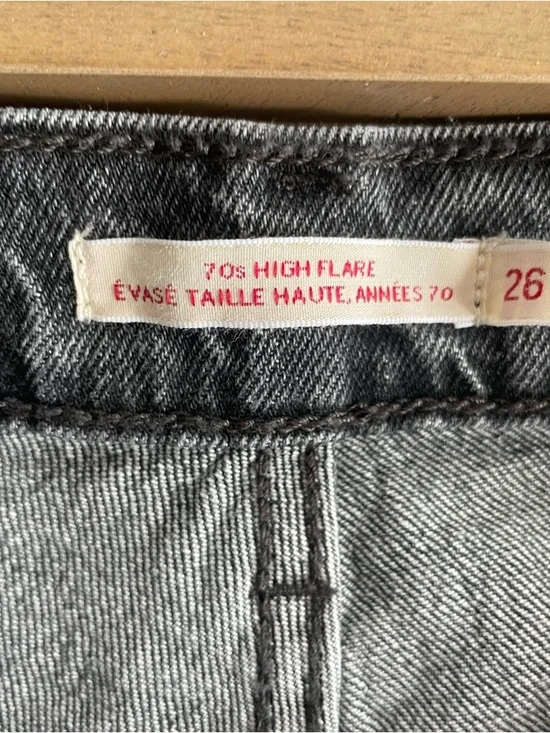 70s HIGH FLARE
ÉVASÉ TAILLE HAUTE, ANNÉES 70
26